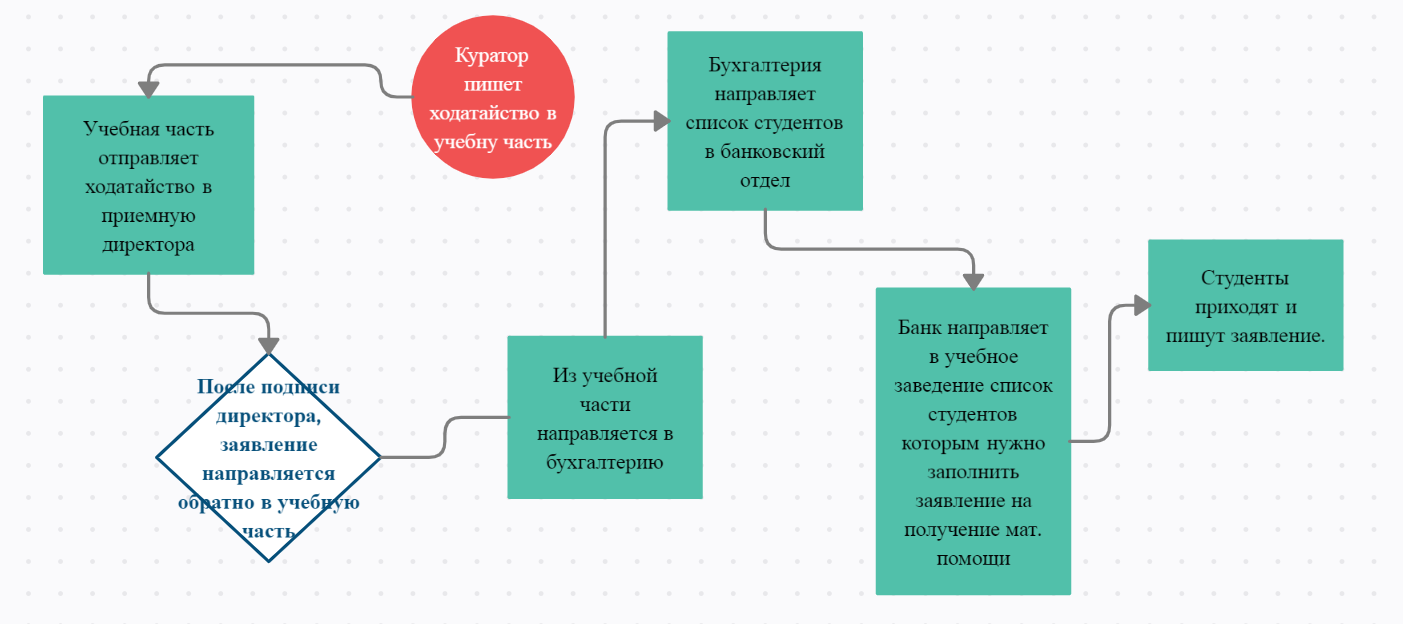 Куратор
пишет
ходатайство в
учебну часть
Учебная часть
отправляет
ходатайство в
приемную
директора
После подписи
директора,
заявление
направляется
обратно в учебную
часть
Из учебной
части
направляется в
бухгалтерию
Бухгалтерия
направляет
список студентов
в банковский
отдел
Банк направляет
в учебное
заведение список
студентов
которым нужно
заполнить
заявление на
получение мат.
помощи
Студенты
приходят и
пишут заявление.